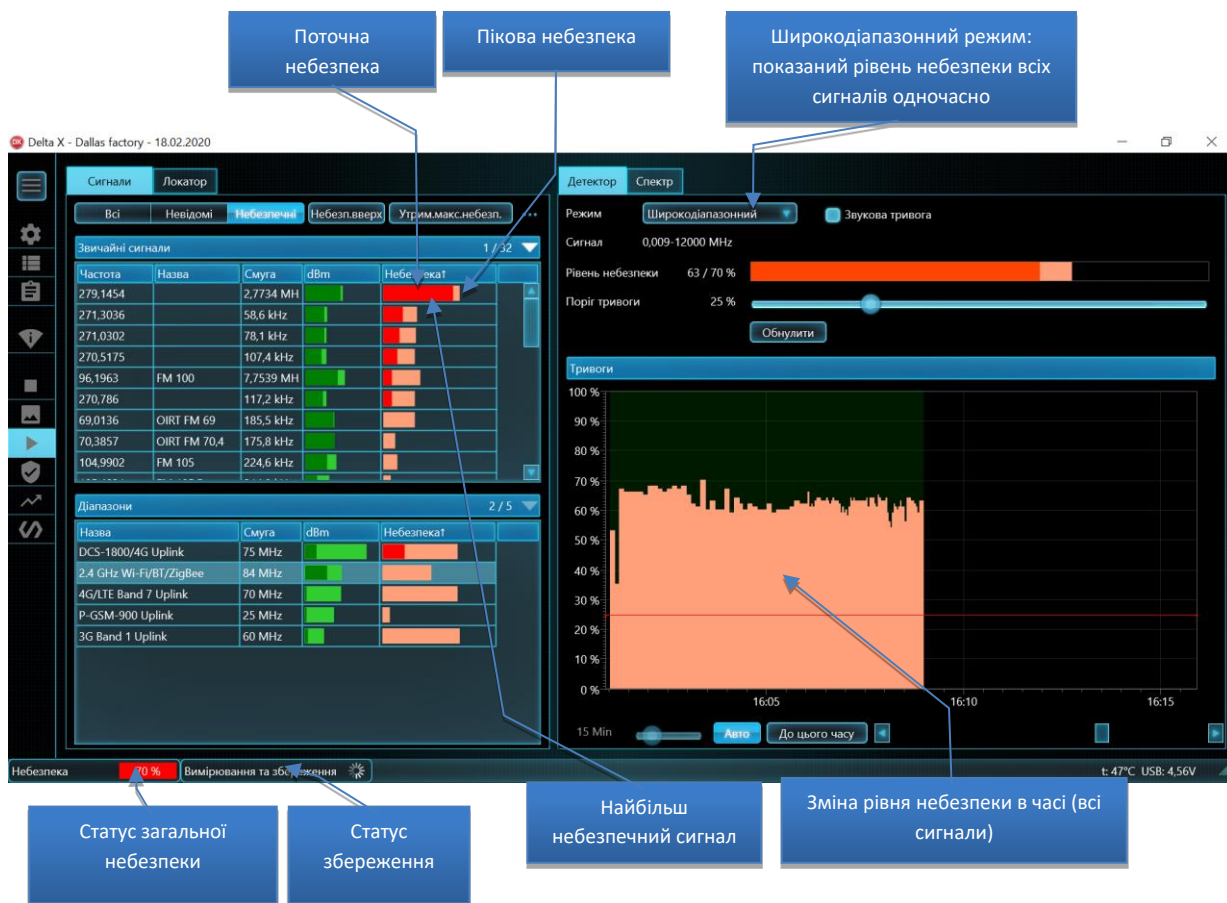 Поточна
небезпека
Пікова небезпека
Широкодіапазонний режим:
показаний рівень небезпеки всіх
сигналів одночасно
Delta X - Dallas factory - 18.02.2020
Сигнали Локатор
Всі Невідомі Небезпечні Небезп.вверх Утрим.макс.небезп. ...
Звичайні сигнали 1 / 32
Частота Назва Смуга dBm Небезпека↑
279,1454 2,7734 MH
271,3036 58,6 kHz
271,0302 78,1 kHz
270,5175 107,4 kHz
96,1963 FM 100 7,7539 MH
270,786 117,2 kHz
69,0136 OIRT FM 69 185,5 kHz
70,3857 OIRT FM 70,4 175,8 kHz
104,9902 FM 105 224,6 kHz
Діапазони 2 / 5
Назва Смуга dBm Небезпека↑
DCS-1800/4G Uplink 75 MHz
2.4 GHz Wi-Fi/BT/ZigBee 84 MHz
4G/LTE Band 7 Uplink 70 MHz
P-GSM-900 Uplink 25 MHz
3G Band 1 Uplink 60 MHz
Детектор Спектр
Режим Широкодіапазонний Звукова тривога
Сигнал 0,009-12000 MHz
Рівень небезпеки 63 / 70 %
Поріг тривоги 25 %
Обнулити
Тривоги
100 %
90 %
80 %
70 %
60 %
50 %
40 %
30 %
20 %
10 %
0 %
16:05 16:10 16:15
15 Min Авто До цього часу
Небезпека 70 % Вимірювання та збереження t: 47°C USB: 4,56V
Статус загальної
небезпеки
Статус
збереження
Найбільш
небезпечний сигнал
Зміна рівня небезпеки в часі (всі
сигнали)